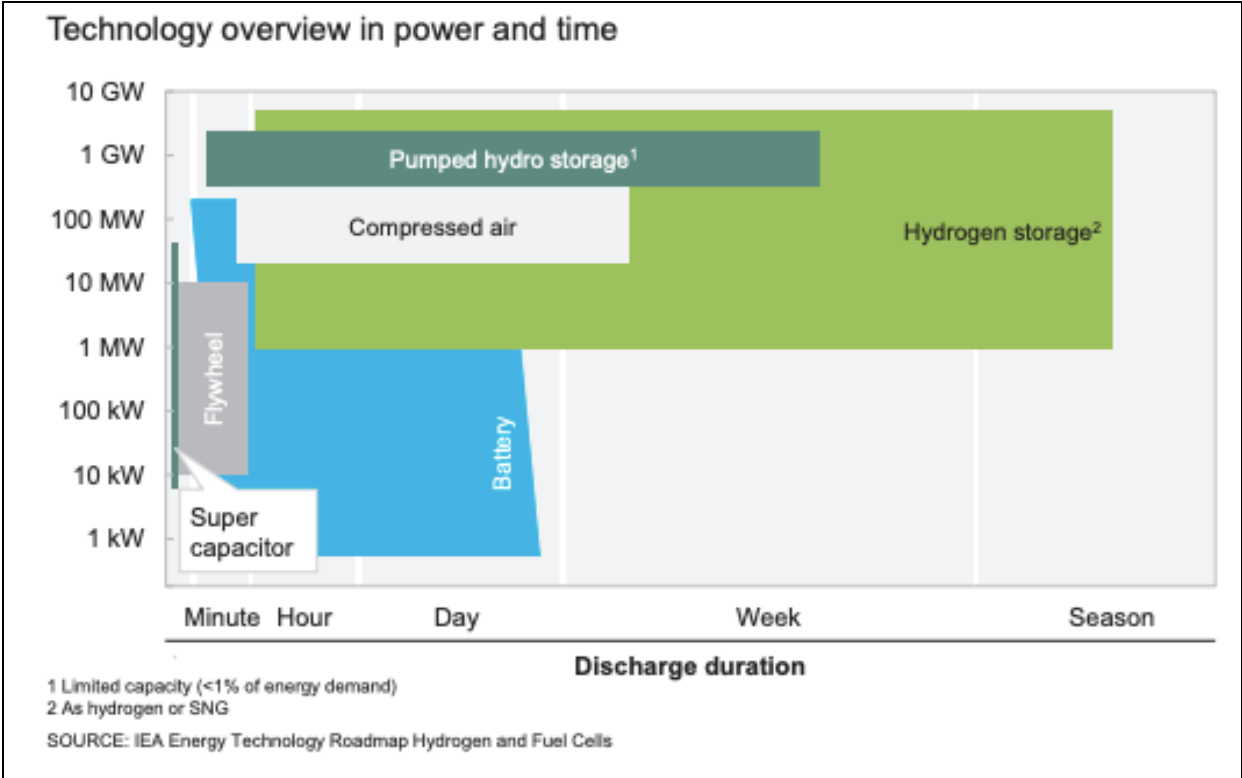 Technology overview in power and time
10 GW
1 GW
100 MW
10 MW
1 MW
100 kW
10 kW
1 kW
Pumped hydro storage¹
Compressed air
Hydrogen storage²
Flywheel
Battery
Super
capacitor
Minute Hour Day Week Season
Discharge duration
1 Limited capacity (<1% of energy demand)
2 As hydrogen or SNG
SOURCE: IEA Energy Technology Roadmap Hydrogen and Fuel Cells